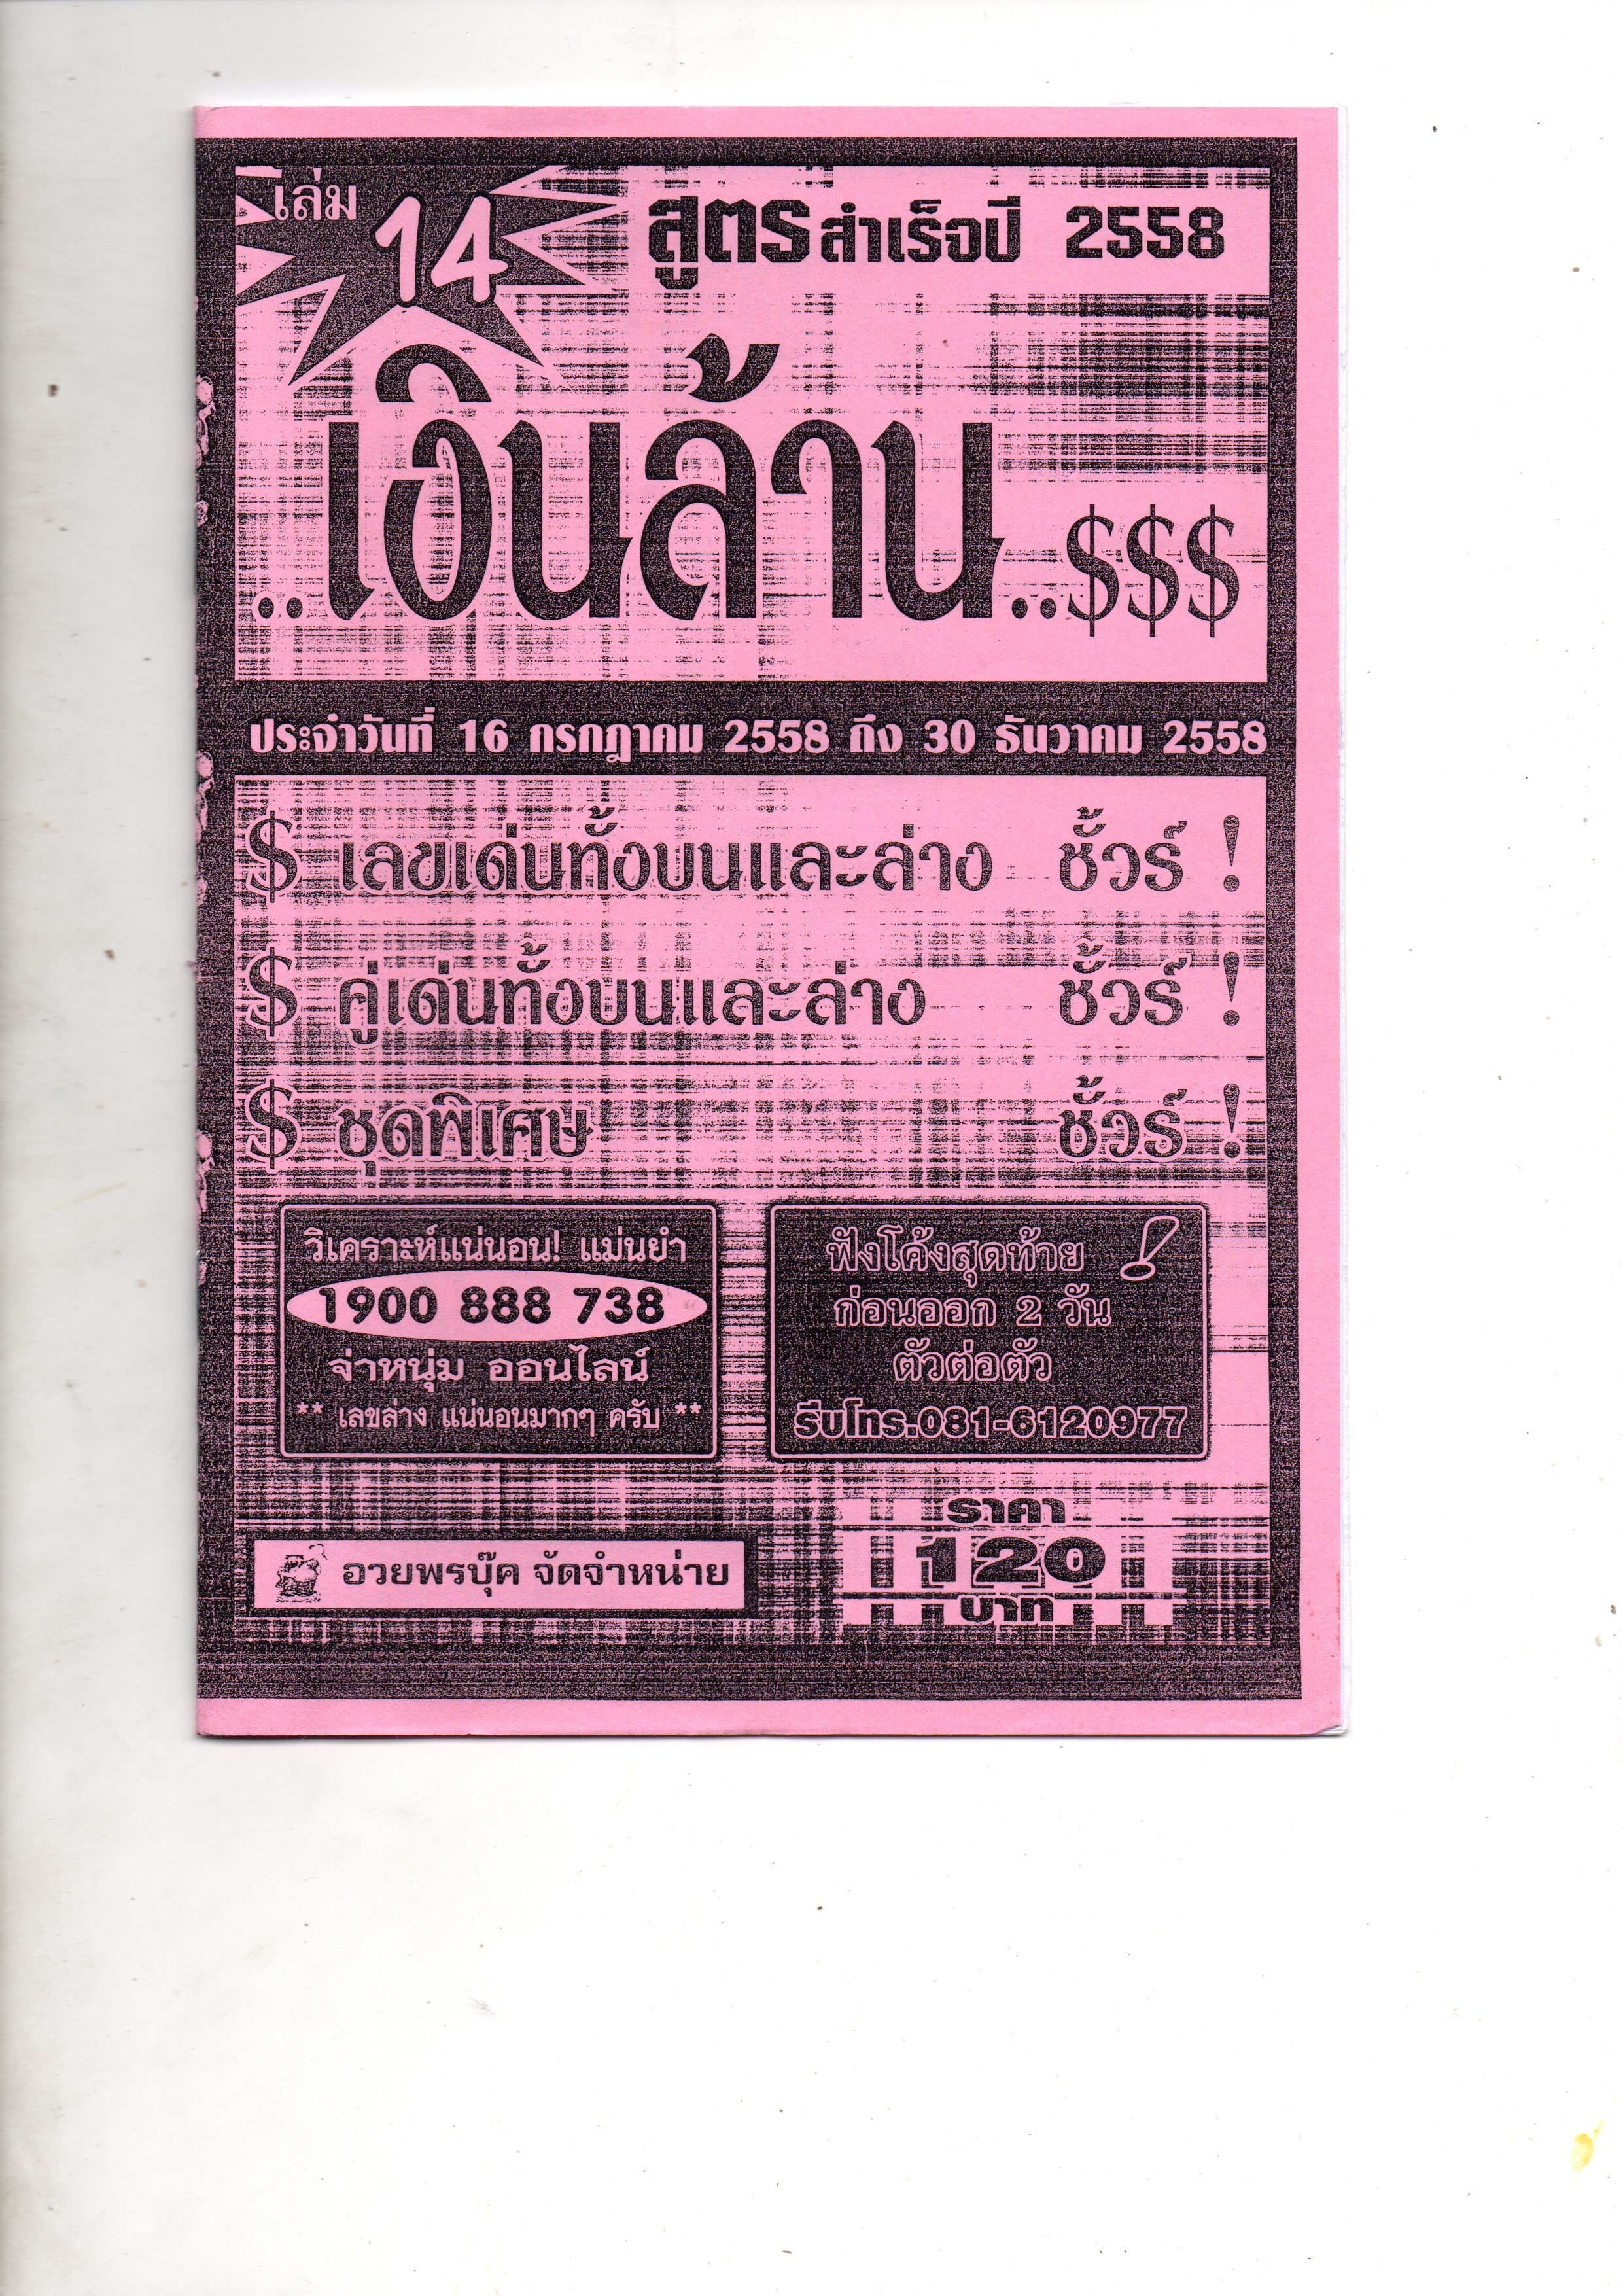 เล่ม 14
สูตรสำเร็จปี 2558
..เงินล้าน..$$$
ประจำวันที่ 16 กรกฎาคม 2558 ถึง 30 ธันวาคม 2558
$ เลขเด่นทั้งบนและล่าง ชั้วร์ !
$ คู่เด่นทั้งบนและล่าง ชั้วร์ !
$ ชุดพิเศษ ชั้วร์ !
วิเคราะห์แน่นอน! แม่นยำ
1900 888 738
จ่าหนุ่ม ออนไลน์
** เลขล่าง แน่นอนมากๆ ครับ **
ฟังโค้งสุดท้าย !
ก่อนออก 2 วัน
ตัวต่อตัว
รีบโทร.081-6120977
อวยพรบุ๊ค จัดจำหน่าย
ราคา
120
บาท